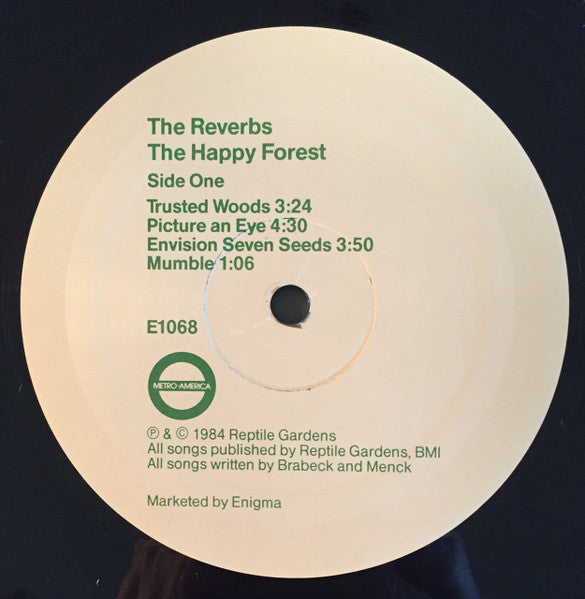 The Reverbs
The Happy Forest
Side One
Trusted Woods 3:24
Picture an Eye 4:30
Envision Seven Seeds 3:50
Mumble 1:06
E1068
METRO-AMERICA
℗ & © 1984 Reptile Gardens
All songs published by Reptile Gardens, BMI
All songs written by Brabeck and Menck
Marketed by Enigma